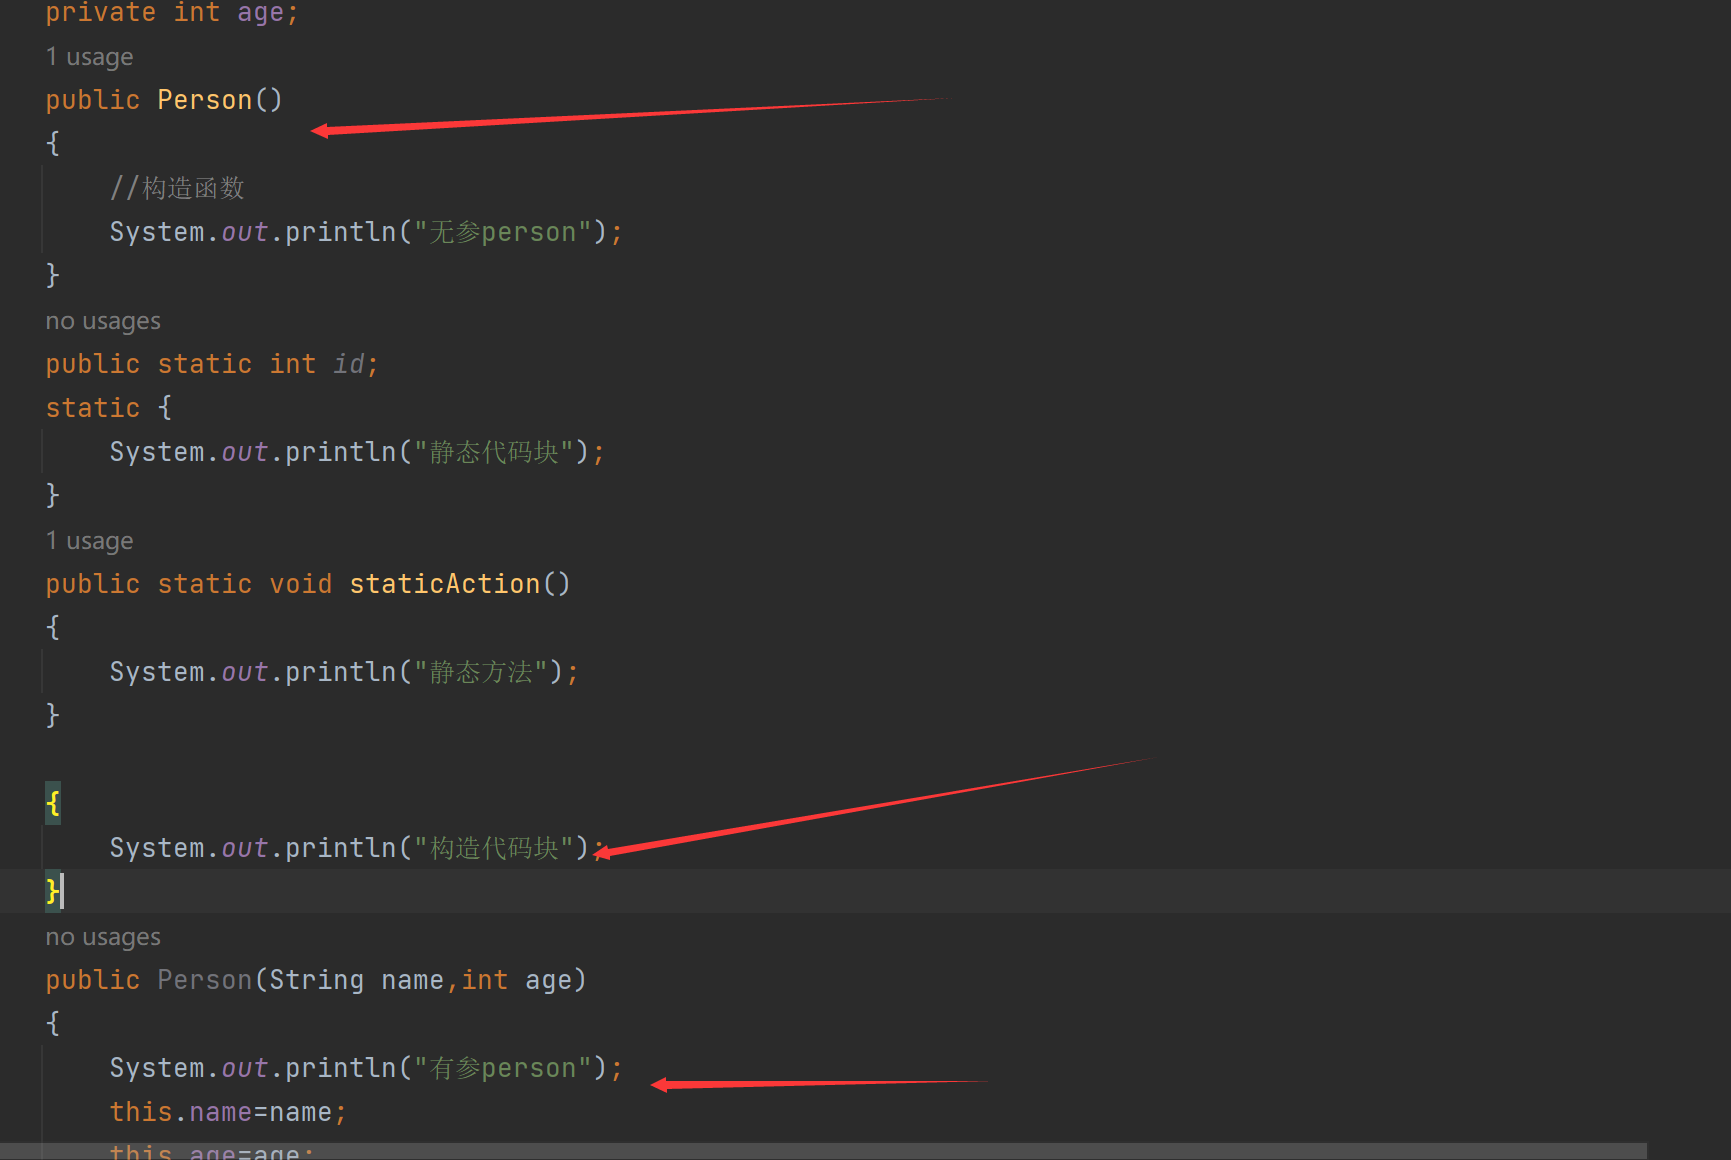 private int age;
1 usage
public Person()
{
//构造函数
System.out.println("无参person");
}
no usages
public static int id;
static {
System.out.println("静态代码块");
}
1 usage
public static void staticAction()
{
System.out.println("静态方法");
}
{
System.out.println("构造代码块");
}
no usages
public Person(String name,int age)
{
System.out.println("有参person");
this.name=name;
this.age=age;